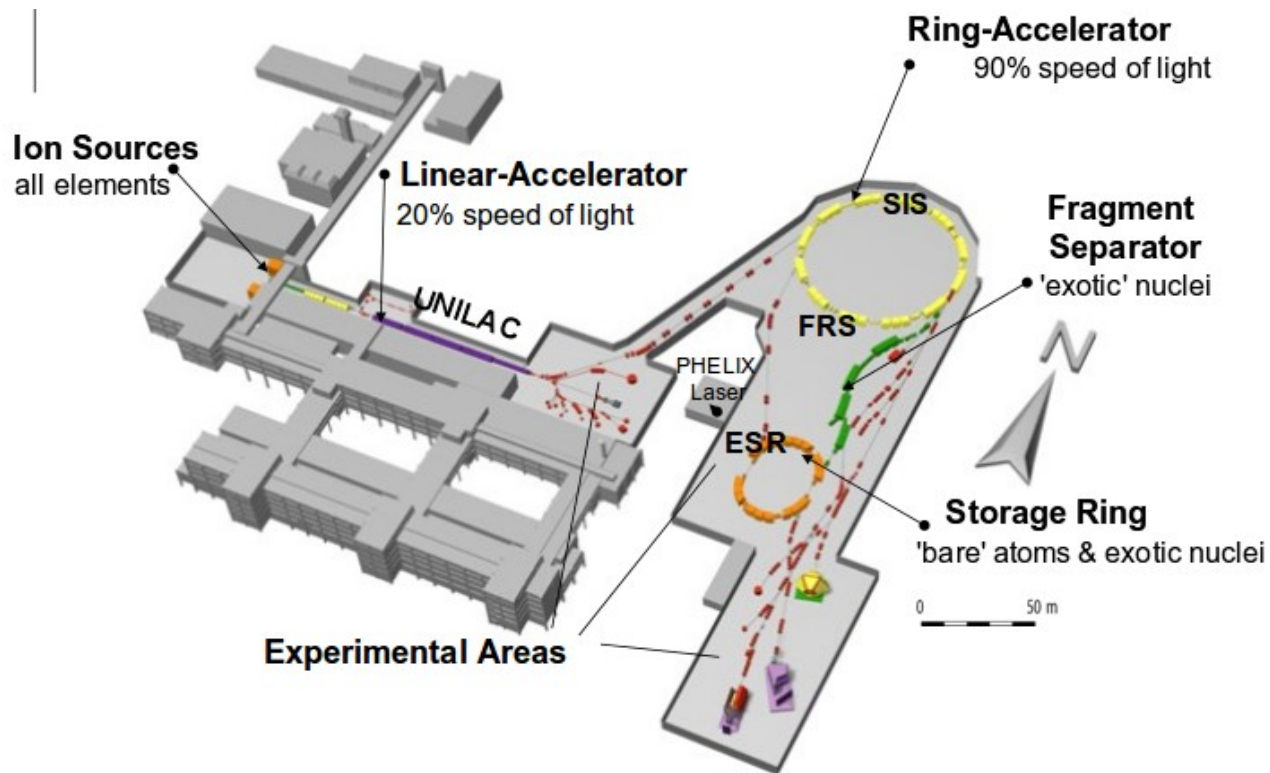 Ring-Accelerator
90% speed of light
Ion Sources
all elements
Linear-Accelerator
20% speed of light
SIS
Fragment
Separator
'exotic' nuclei
UNILAC
FRS
N
PHELIX
Laser
ESR
Storage Ring
'bare' atoms & exotic nuclei
0 50 m
Experimental Areas